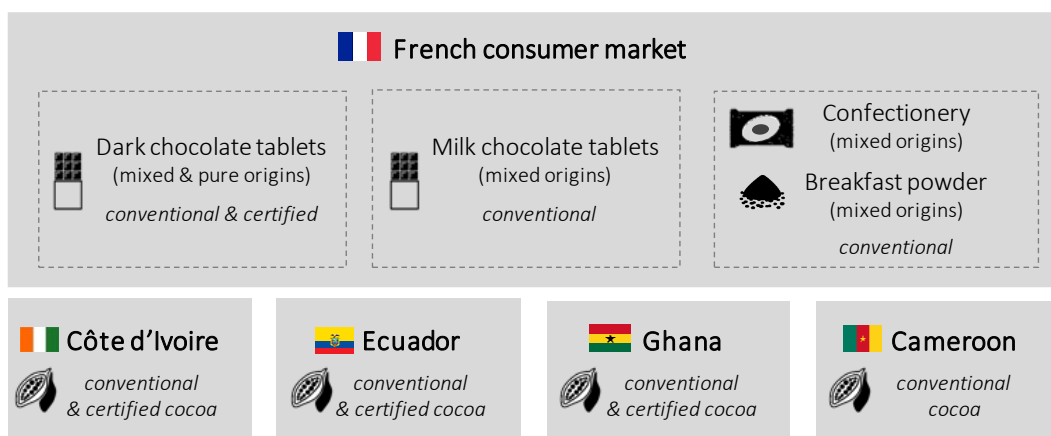 French consumer market
Dark chocolate tablets
(mixed & pure origins)
conventional & certified
Milk chocolate tablets
(mixed origins)
conventional
Confectionery
(mixed origins)
Breakfast powder
(mixed origins)
conventional
Côte d’Ivoire
conventional
& certified cocoa
Ecuador
conventional
& certified cocoa
Ghana
conventional
& certified cocoa
Cameroon
conventional
cocoa